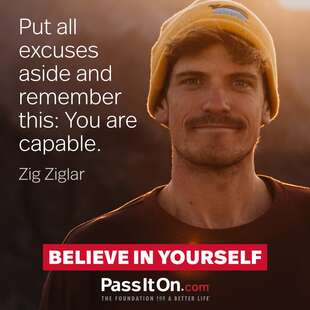 Put all
excuses
aside and
remember
this: You are
capable.
Zig Ziglar
BELIEVE IN YOURSELF
PassItOn.com
THE FOUNDATION FOR A BETTER LIFE